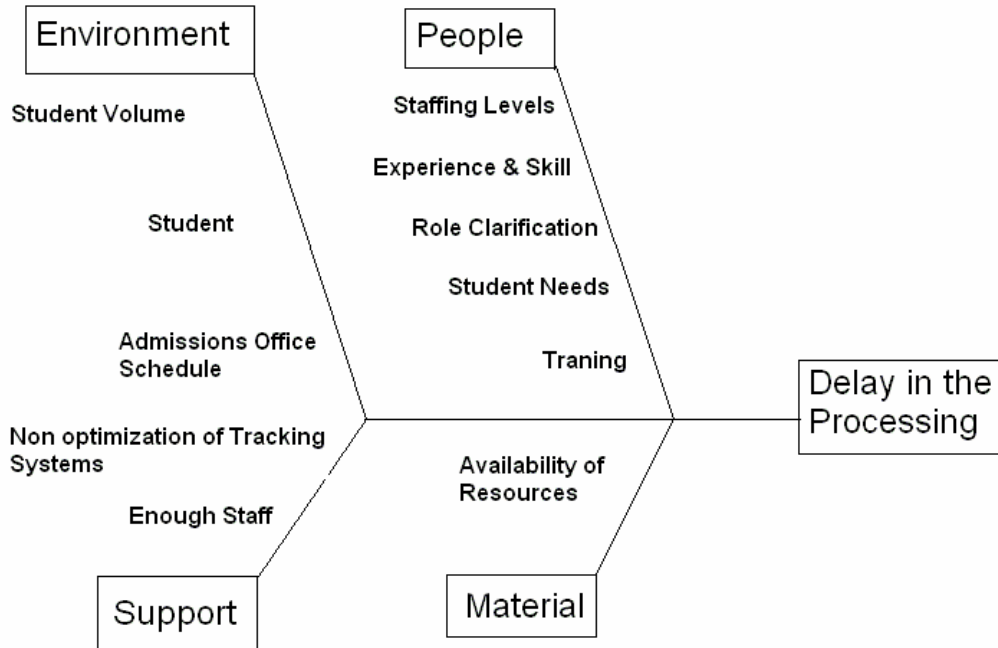 Environment
People
Student Volume
Staffing Levels
Experience & Skill
Student
Role Clarification
Student Needs
Admissions Office
Schedule
Traning
Delay in the
Processing
Non optimization of Tracking
Systems
Availability of
Resources
Enough Staff
Support
Material